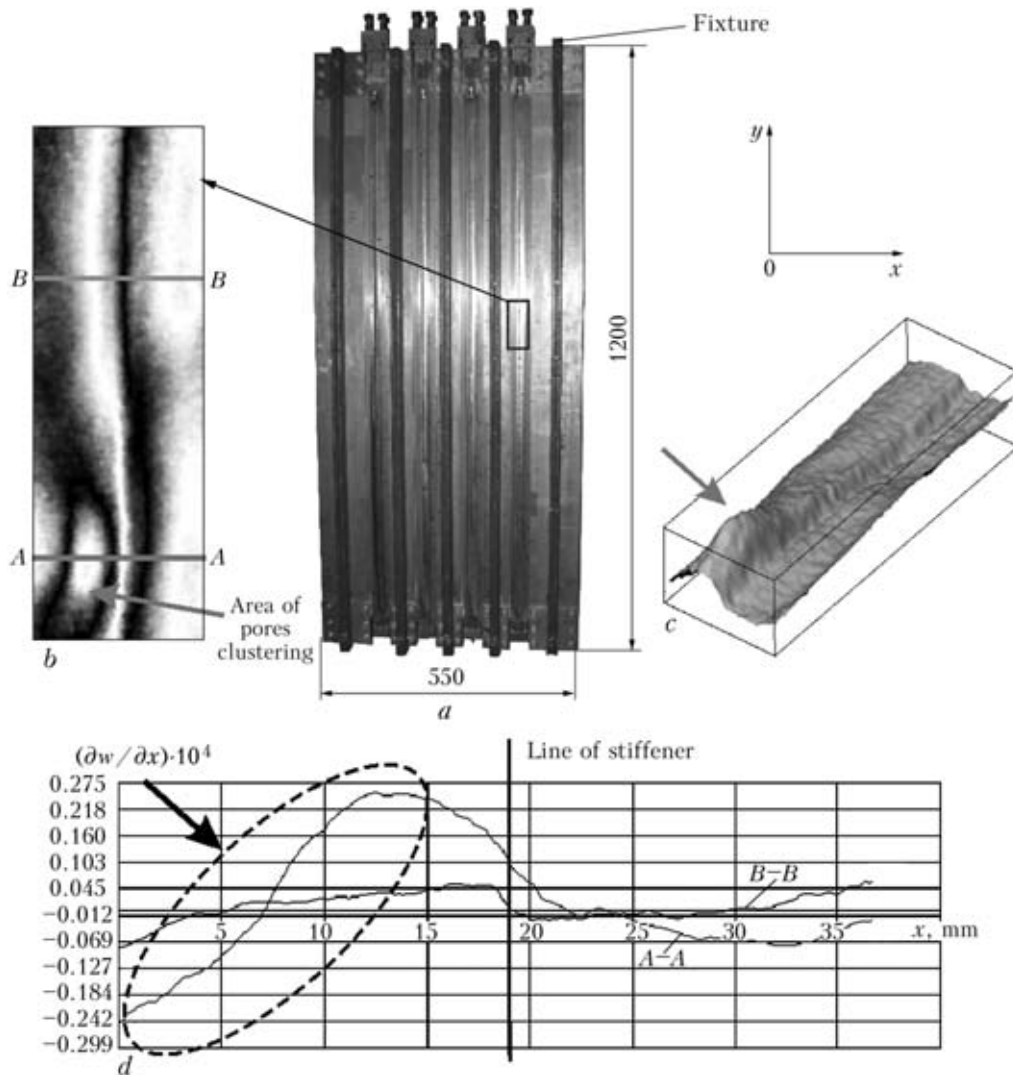 Fixture
y
0
x
1200
B
B
A
A
Area of
pores
clustering
b
550
a
c
(∂w/∂x)·10⁴
Line of stiffener
0.275
0.218
0.160
0.103
0.045
−0.012
−0.069
−0.127
−0.184
−0.242
−0.299
B–B
A–A
5
10
15
20
25
30
35
x, mm
d